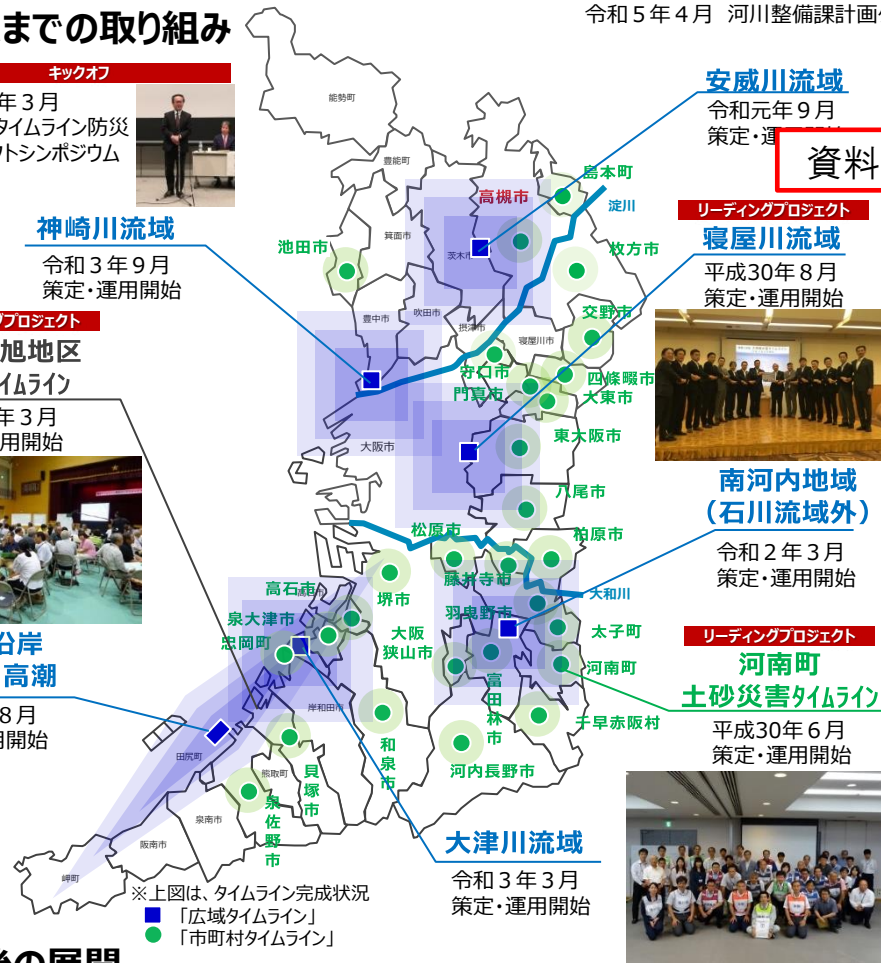 令和５年４月 河川整備課計画
までの取り組み
キックオフ
年３月
タイムライン防災
クトシンポジウム
安威川流域
令和元年９月
策定・運用開始
資料
神崎川流域
令和３年９月
策定・運用開始
リーディングプロジェクト
寝屋川流域
平成30年８月
策定・運用開始
グプロジェクト
旭地区
イムライン
年３月
用開始
南河内地域
（石川流域外）
令和２年３月
策定・運用開始
沿岸
高潮
８月
開始
リーディングプロジェクト
河南町
土砂災害タイムライン
平成30年６月
策定・運用開始
大津川流域
令和３年３月
策定・運用開始
能勢町
豊能町
島本町
高槻市
淀川
箕面市
茨木市
池田市
枚方市
豊中市
吹田市
摂津市
交野市
寝屋川市
守口市
四條畷市
門真市
大東市
大阪市
東大阪市
八尾市
松原市
柏原市
藤井寺市
大和川
高石市
堺市
羽曳野市
泉大津市
太子町
忠岡町
大阪
狭山市
河南町
富田林市
岸和田市
千早赤阪村
和泉市
河内長野市
田尻町
熊取町
貝塚市
泉佐野市
泉南市
阪南市
岬町
※上図は、タイムライン完成状況
「広域タイムライン」
「市町村タイムライン」
後の展開